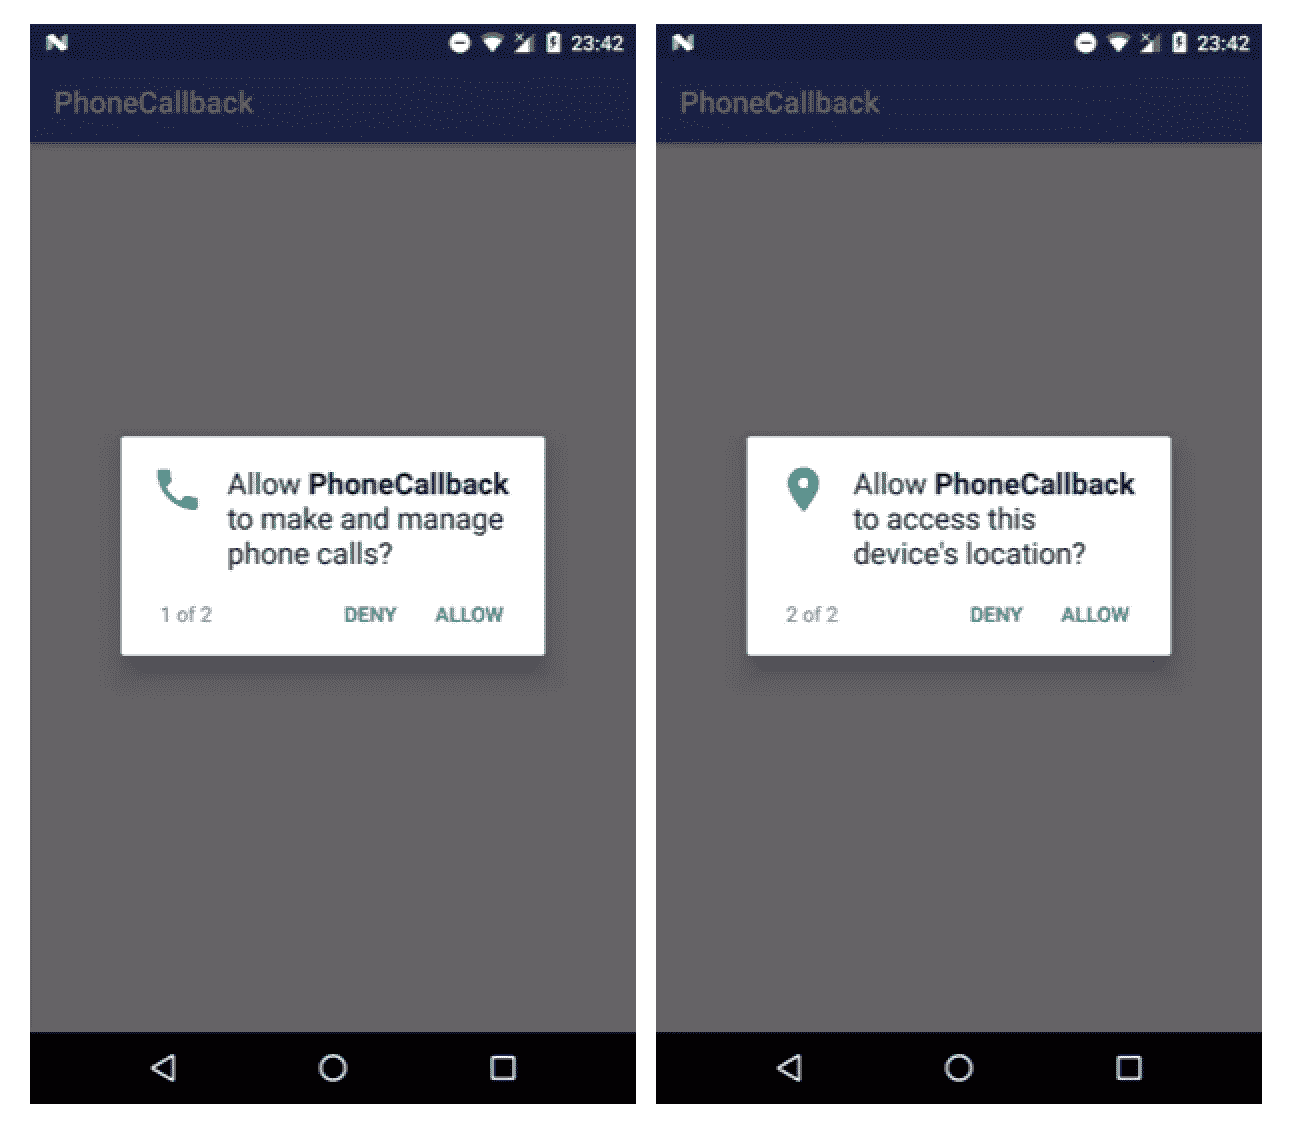 23:42
PhoneCallback
Allow PhoneCallback
to make and manage
phone calls?
1 of 2
DENY
ALLOW
23:42
PhoneCallback
Allow PhoneCallback
to access this
device's location?
2 of 2
DENY
ALLOW